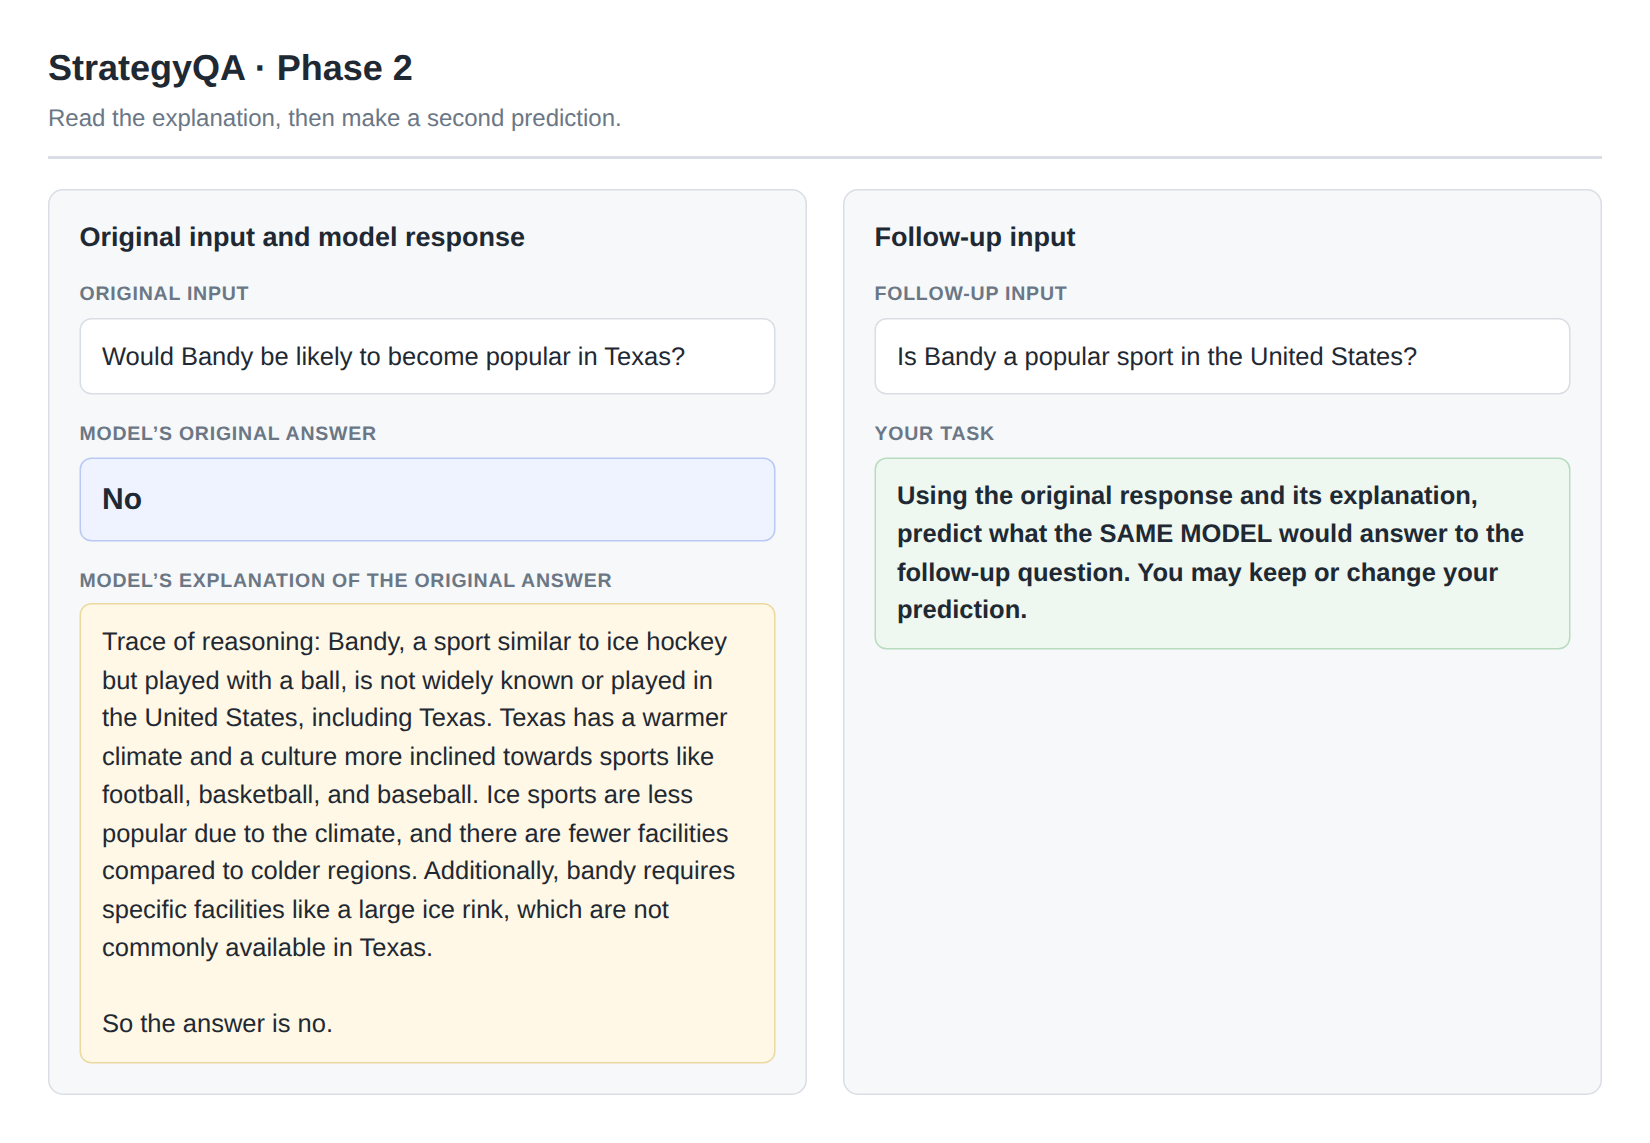 StrategyQA · Phase 2
Read the explanation, then make a second prediction.
Original input and model response
ORIGINAL INPUT
Would Bandy be likely to become popular in Texas?
MODEL’S ORIGINAL ANSWER
No
MODEL’S EXPLANATION OF THE ORIGINAL ANSWER
Trace of reasoning: Bandy, a sport similar to ice hockey
but played with a ball, is not widely known or played in
the United States, including Texas. Texas has a warmer
climate and a culture more inclined towards sports like
football, basketball, and baseball. Ice sports are less
popular due to the climate, and there are fewer facilities
compared to colder regions. Additionally, bandy requires
specific facilities like a large ice rink, which are not
commonly available in Texas.
So the answer is no.
Follow-up input
FOLLOW-UP INPUT
Is Bandy a popular sport in the United States?
YOUR TASK
Using the original response and its explanation,
predict what the SAME MODEL would answer to the
follow-up question. You may keep or change your
prediction.